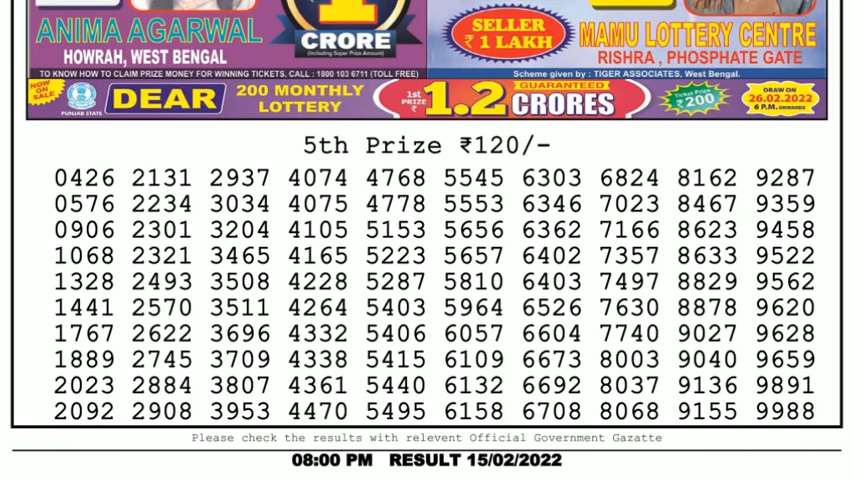 ANIMA AGARWAL
HOWRAH, WEST BENGAL
1
CRORE
(Including Super Prize Amount)
SELLER
₹ 1 LAKH
MAMU LOTTERY CENTRE
RISHRA , PHOSPHATE GATE
TO KNOW HOW TO CLAIM PRIZE MONEY FOR WINNING TICKETS. CALL : 1800 103 6711 (TOLL FREE)
Scheme given by : TIGER ASSOCIATES, West Bengal.
NOW ON SALE
PUNJAB STATE
DEAR
200 MONTHLY
LOTTERY
1st
PRIZE
₹
1.2
GUARANTEED
CRORES
Ticket Price
₹200
DRAW ON
26.02.2022
6 P.M. ONWARDS
5th Prize ₹120/-
0426 2131 2937 4074 4768 5545 6303 6824 8162 9287
0576 2234 3034 4075 4778 5553 6346 7023 8467 9359
0906 2301 3204 4105 5153 5656 6362 7166 8623 9458
1068 2321 3465 4165 5223 5657 6402 7357 8633 9522
1328 2493 3508 4228 5287 5810 6403 7497 8829 9562
1441 2570 3511 4264 5403 5964 6526 7630 8878 9620
1767 2622 3696 4332 5406 6057 6604 7740 9027 9628
1889 2745 3709 4338 5415 6109 6673 8003 9040 9659
2023 2884 3807 4361 5440 6132 6692 8037 9136 9891
2092 2908 3953 4470 5495 6158 6708 8068 9155 9988
Please check the results with relevent Official Government Gazatte
08:00 PM RESULT 15/02/2022